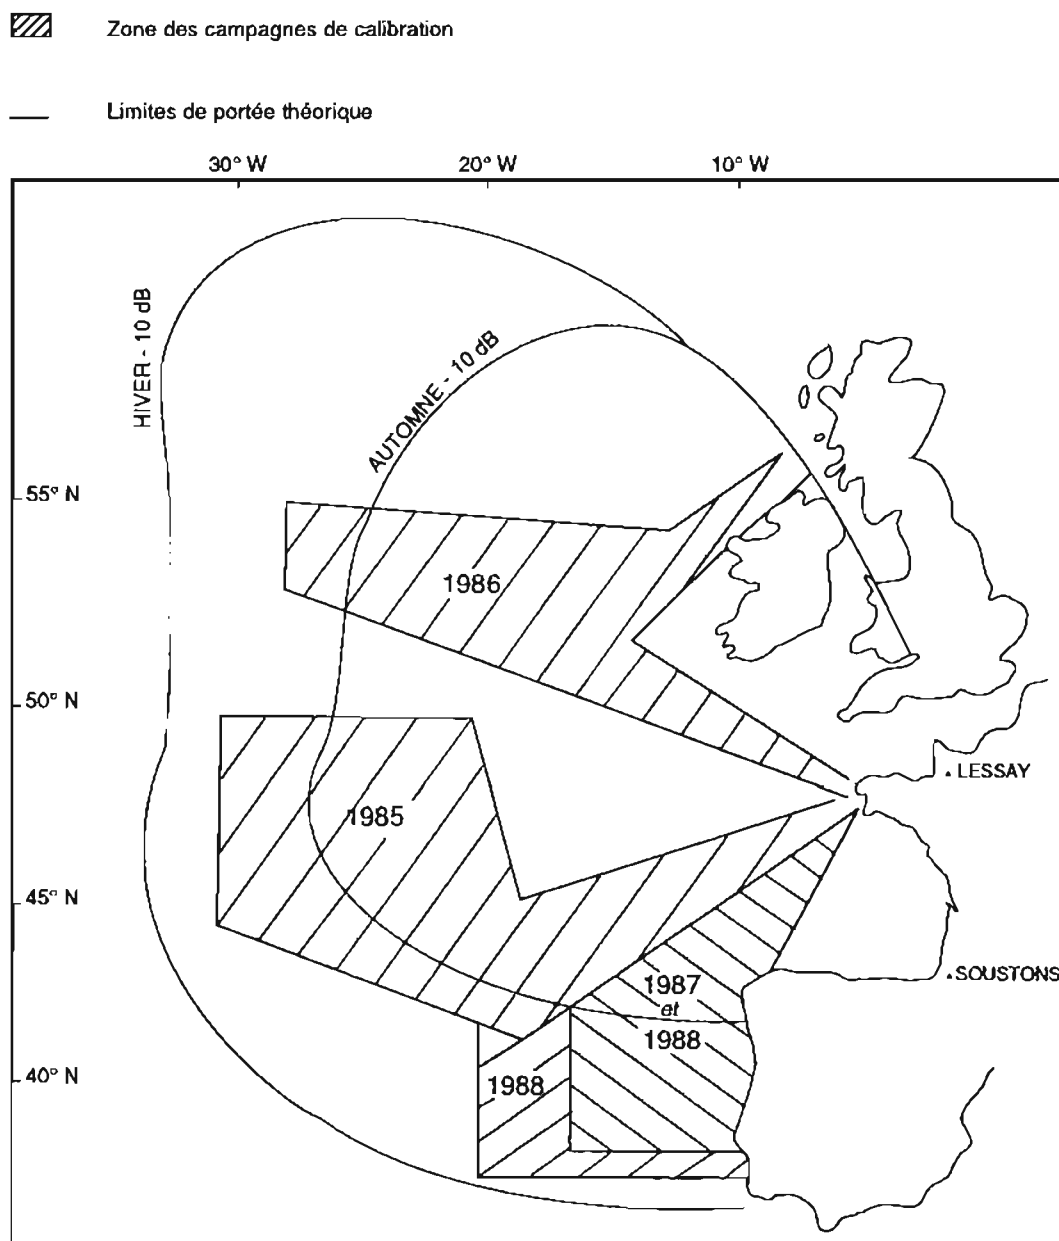 Zone des campagnes de calibration
Limites de portée théorique
30° W
20° W
10° W
HIVER - 10 dB
AUTOMNE - 10 dB
55° N
1986
50° N
LESSAY
1985
45° N
SOUSTONS
1987
et
1988
40° N
1988